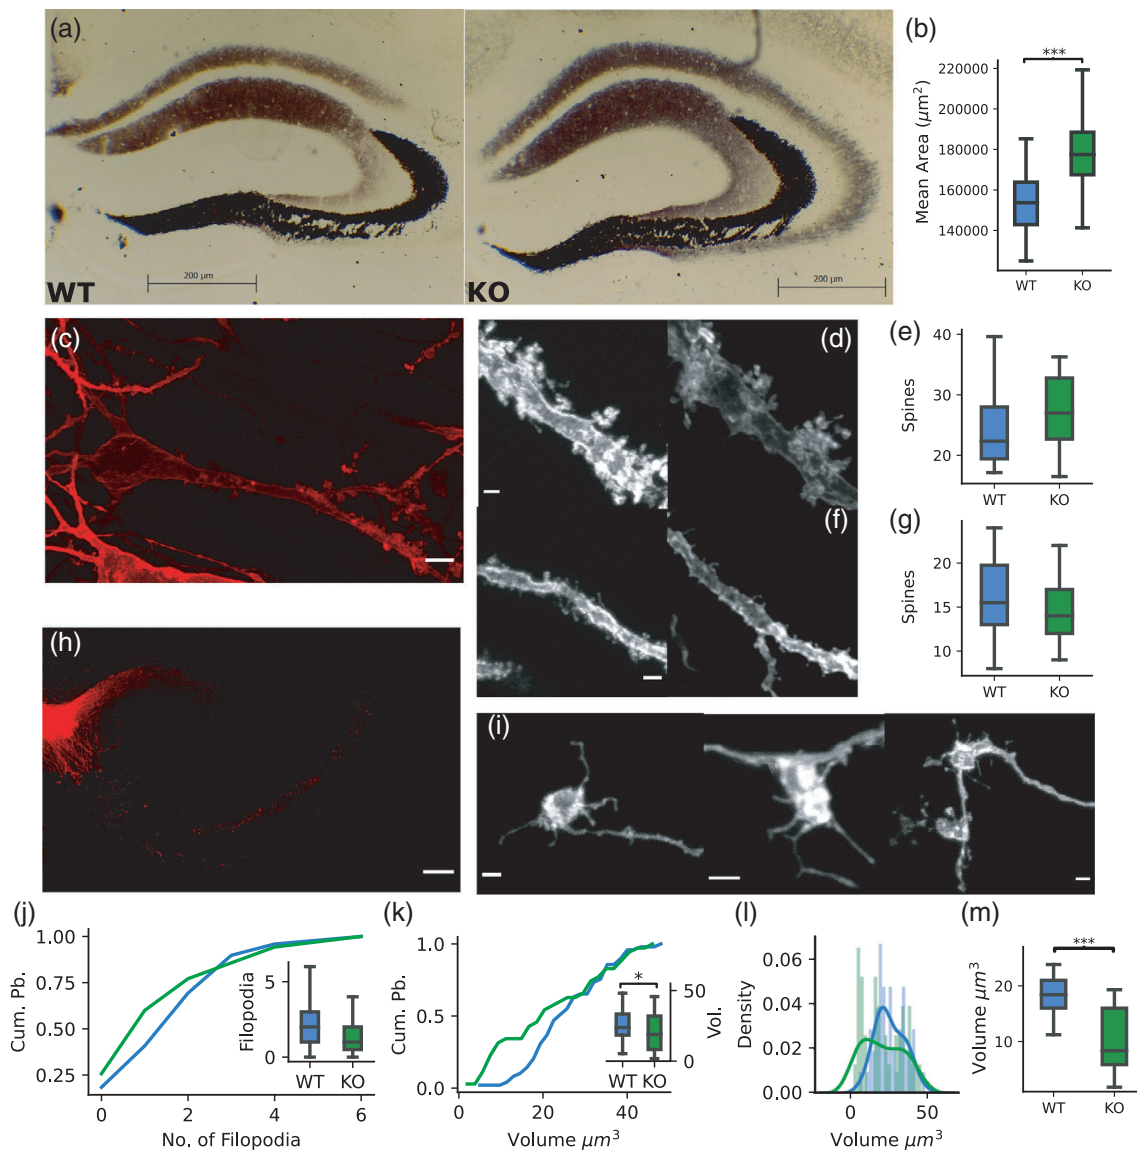 (a)
WT
200 µm
KO
200 µm
(b)
***
220000
200000
180000
160000
140000
Mean Area (µm²)
WT
KO
(c)
(d)
(e)
40
30
20
Spines
WT
KO
(f)
(g)
20
15
10
Spines
WT
KO
(h)
(i)
(j)
1.00
0.75
0.50
0.25
Cum. Pb.
0
2
4
6
No. of Filopodia
Filopodia
5
0
WT
KO
(k)
1.0
0.5
0.0
Cum. Pb.
0
20
40
Volume µm³
*
50
0
Vol.
WT
KO
(l)
0.06
0.04
0.02
0.00
Density
0
50
Volume µm³
(m)
***
20
10
Volume µm³
WT
KO